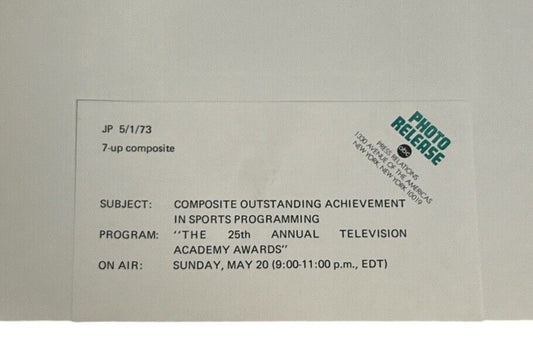 JP 5/1/73
7-up composite
PHOTO
RELEASE
abc
PRESS RELATIONS
1330 AVENUE OF THE AMERICAS
NEW YORK, NEW YORK 10019
SUBJECT: COMPOSITE OUTSTANDING ACHIEVEMENT
IN SPORTS PROGRAMMING
PROGRAM: "THE 25th ANNUAL TELEVISION
ACADEMY AWARDS"
ON AIR: SUNDAY, MAY 20 (9:00-11:00 p.m., EDT)